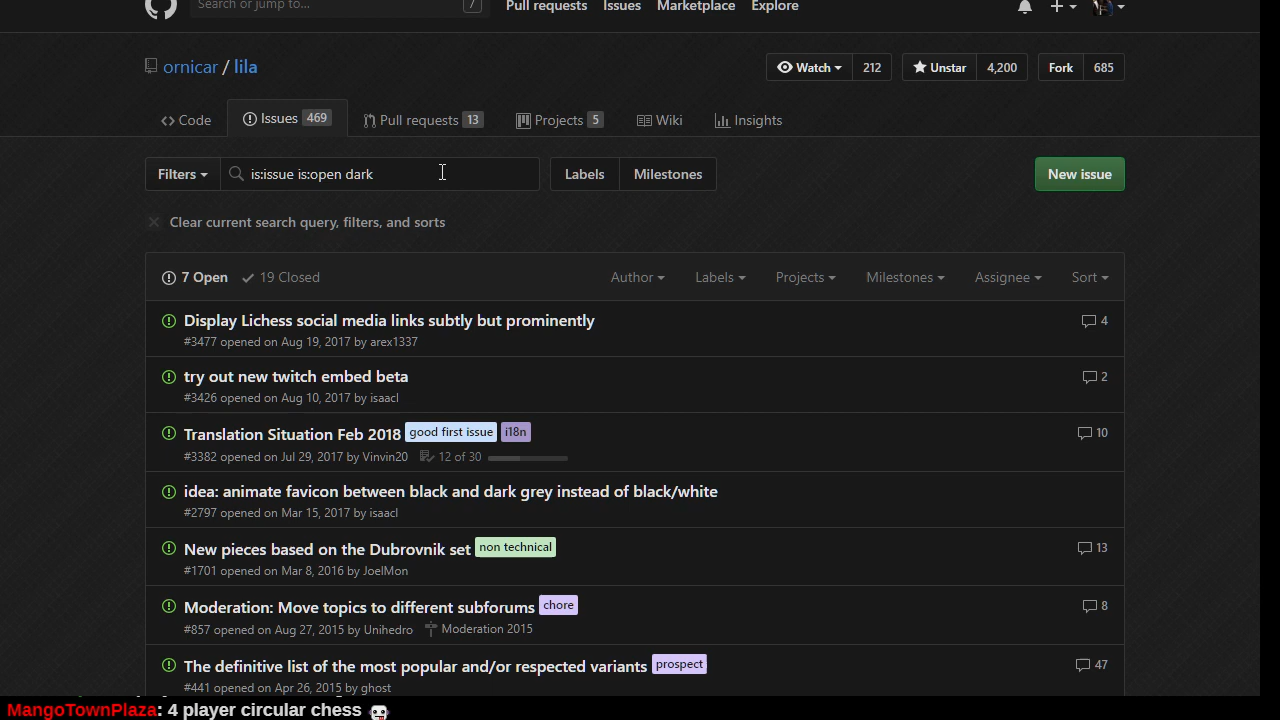 Search or jump to...
/
Pull requests Issues Marketplace Explore
ornicar / lila
Watch 212
Unstar 4,200
Fork 685
Code
Issues 469
Pull requests 13
Projects 5
Wiki
Insights
Filters
is:issue is:open dark
Labels
Milestones
New issue
Clear current search query, filters, and sorts
7 Open 19 Closed
Author Labels Projects Milestones Assignee Sort
Display Lichess social media links subtly but prominently 4
#3477 opened on Aug 19, 2017 by arex1337
try out new twitch embed beta 2
#3426 opened on Aug 10, 2017 by isaacl
Translation Situation Feb 2018 good first issue i18n 10
#3382 opened on Jul 29, 2017 by Vinvin20 12 of 30
idea: animate favicon between black and dark grey instead of black/white
#2797 opened on Mar 15, 2017 by isaacl
New pieces based on the Dubrovnik set non technical 13
#1701 opened on Mar 8, 2016 by JoelMon
Moderation: Move topics to different subforums chore 8
#857 opened on Aug 27, 2015 by Unihedro Moderation 2015
The definitive list of the most popular and/or respected variants prospect 47
#441 opened on Apr 26, 2015 by ghost
MangoTownPlaza: 4 player circular chess